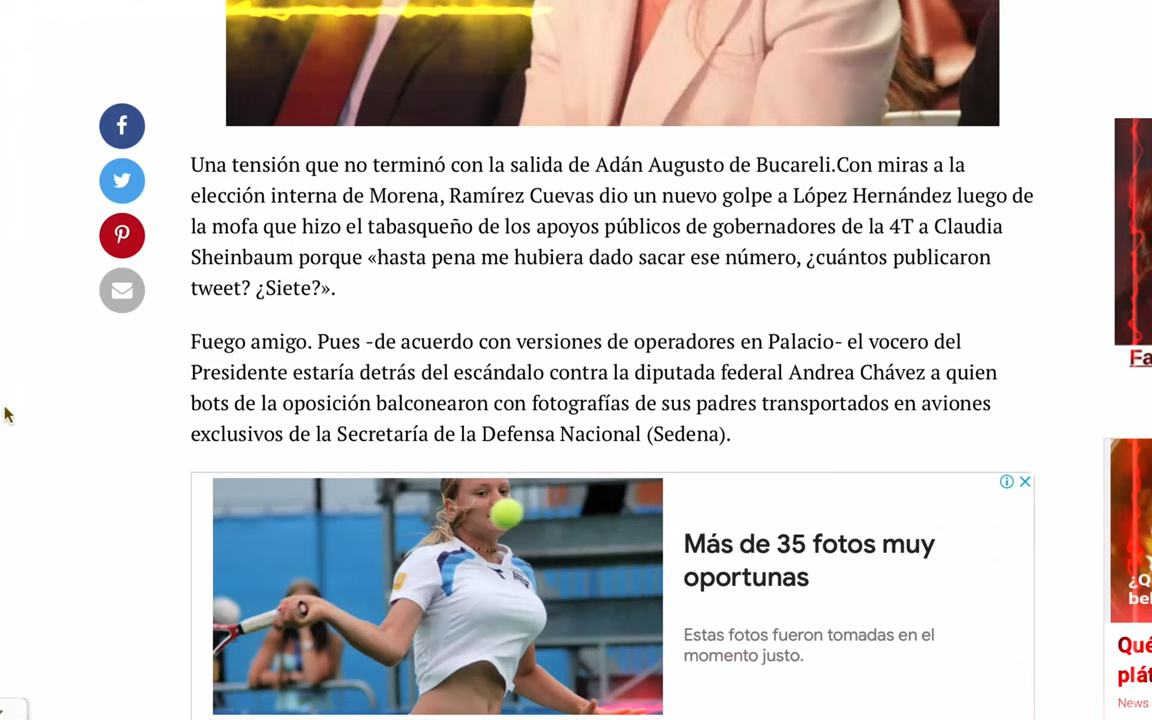 Una tensión que no terminó con la salida de Adán Augusto de Bucareli.Con miras a la
elección interna de Morena, Ramírez Cuevas dio un nuevo golpe a López Hernández luego de
la mofa que hizo el tabasqueño de los apoyos públicos de gobernadores de la 4T a Claudia
Sheinbaum porque «hasta pena me hubiera dado sacar ese número, ¿cuántos publicaron
tweet? ¿Siete?».
Fuego amigo. Pues -de acuerdo con versiones de operadores en Palacio- el vocero del
Presidente estaría detrás del escándalo contra la diputada federal Andrea Chávez a quien
bots de la oposición balconearon con fotografías de sus padres transportados en aviones
exclusivos de la Secretaría de la Defensa Nacional (Sedena).
Más de 35 fotos muy
oportunas
Estas fotos fueron tomadas en el
momento justo.
Fa
¿Q
bel
Qué
plát
News